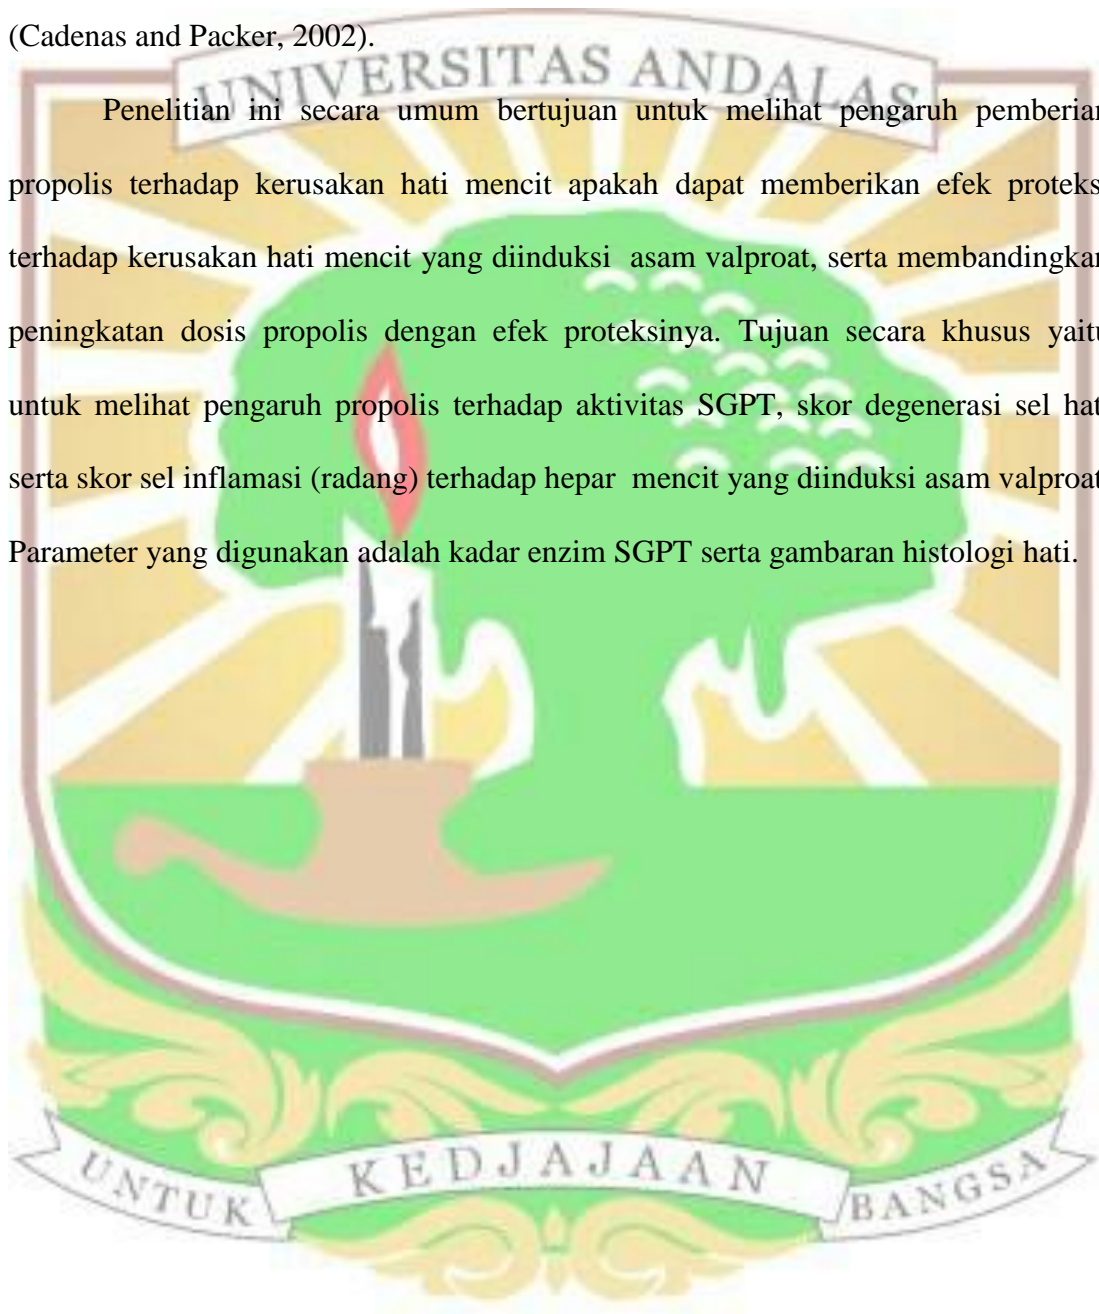 (Cadenas and Packer, 2002).
UNIVERSITAS ANDALAS
Penelitian ini secara umum bertujuan untuk melihat pengaruh pemberian
propolis terhadap kerusakan hati mencit apakah dapat memberikan efek proteks
terhadap kerusakan hati mencit yang diinduksi asam valproat, serta membandingkan
peningkatan dosis propolis dengan efek proteksinya. Tujuan secara khusus yaitu
untuk melihat pengaruh propolis terhadap aktivitas SGPT, skor degenerasi sel hat
serta skor sel inflamasi (radang) terhadap hepar mencit yang diinduksi asam valproat
Parameter yang digunakan adalah kadar enzim SGPT serta gambaran histologi hati.
UNTUK KEDJAJAAN BANGSA